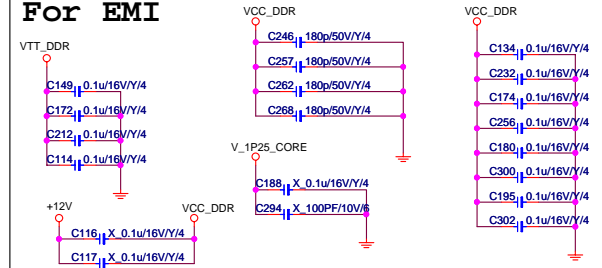 For EMI
VTT_DDR
C149 0.1u/16V/Y/4
C172 0.1u/16V/Y/4
C212 0.1u/16V/Y/4
C114 0.1u/16V/Y/4
+12V
VCC_DDR
C116 X_0.1u/16V/Y/4
C117 X_0.1u/16V/Y/4
VCC_DDR
C246 180p/50V/Y/4
C257 180p/50V/Y/4
C262 180p/50V/Y/4
C268 180p/50V/Y/4
V_1P25_CORE
C188 X_0.1u/16V/Y/4
C294 X_100PF/10V/6
VCC_DDR
C134 0.1u/16V/Y/4
C232 0.1u/16V/Y/4
C174 0.1u/16V/Y/4
C256 0.1u/16V/Y/4
C180 0.1u/16V/Y/4
C300 0.1u/16V/Y/4
C195 0.1u/16V/Y/4
C302 0.1u/16V/Y/4